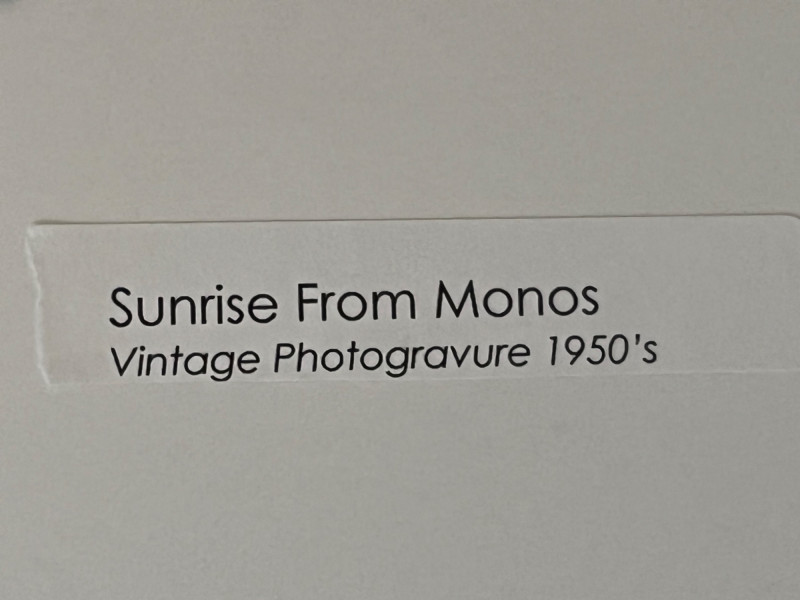 Sunrise From Monos
Vintage Photogravure 1950's